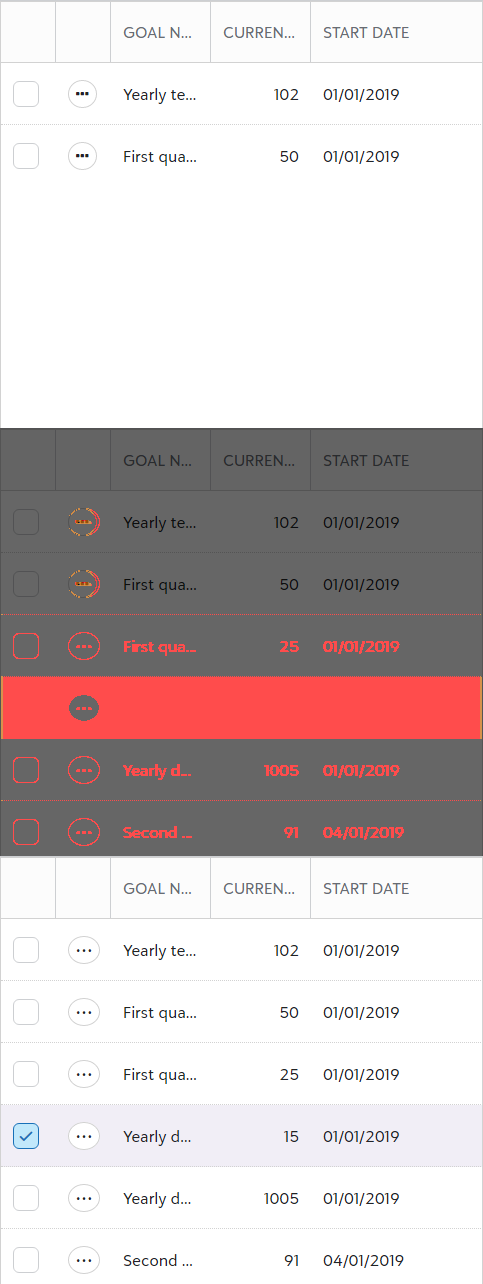 GOAL N... CURREN... START DATE
Yearly te... 102 01/01/2019
First qua... 50 01/01/2019
GOAL N... CURREN... START DATE
Yearly te... 102 01/01/2019
First qua... 50 01/01/2019
First qua... 25 01/01/2019
Yearly d... 1005 01/01/2019
Second ... 91 04/01/2019
GOAL N... CURREN... START DATE
Yearly te... 102 01/01/2019
First qua... 50 01/01/2019
First qua... 25 01/01/2019
Yearly d... 15 01/01/2019
Yearly d... 1005 01/01/2019
Second ... 91 04/01/2019